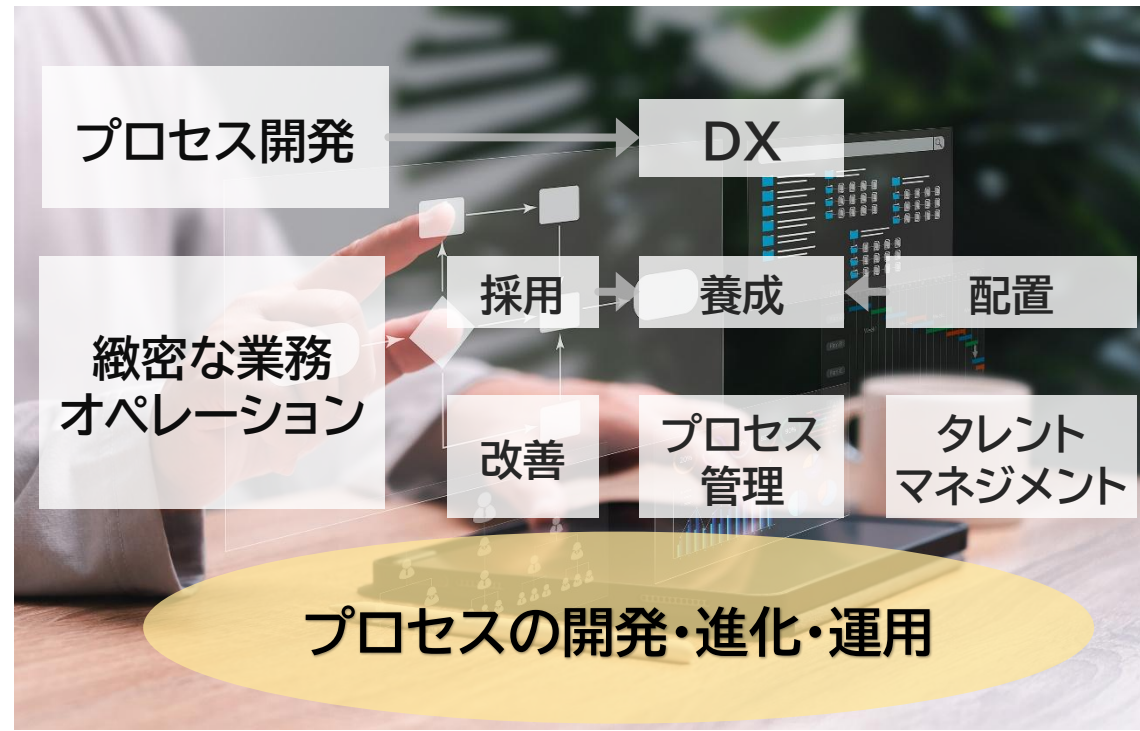 プロセス開発
DX
採用
養成
配置
緻密な業務
オペレーション
改善
プロセス
管理
タレント
マネジメント
プロセスの開発・進化・運用